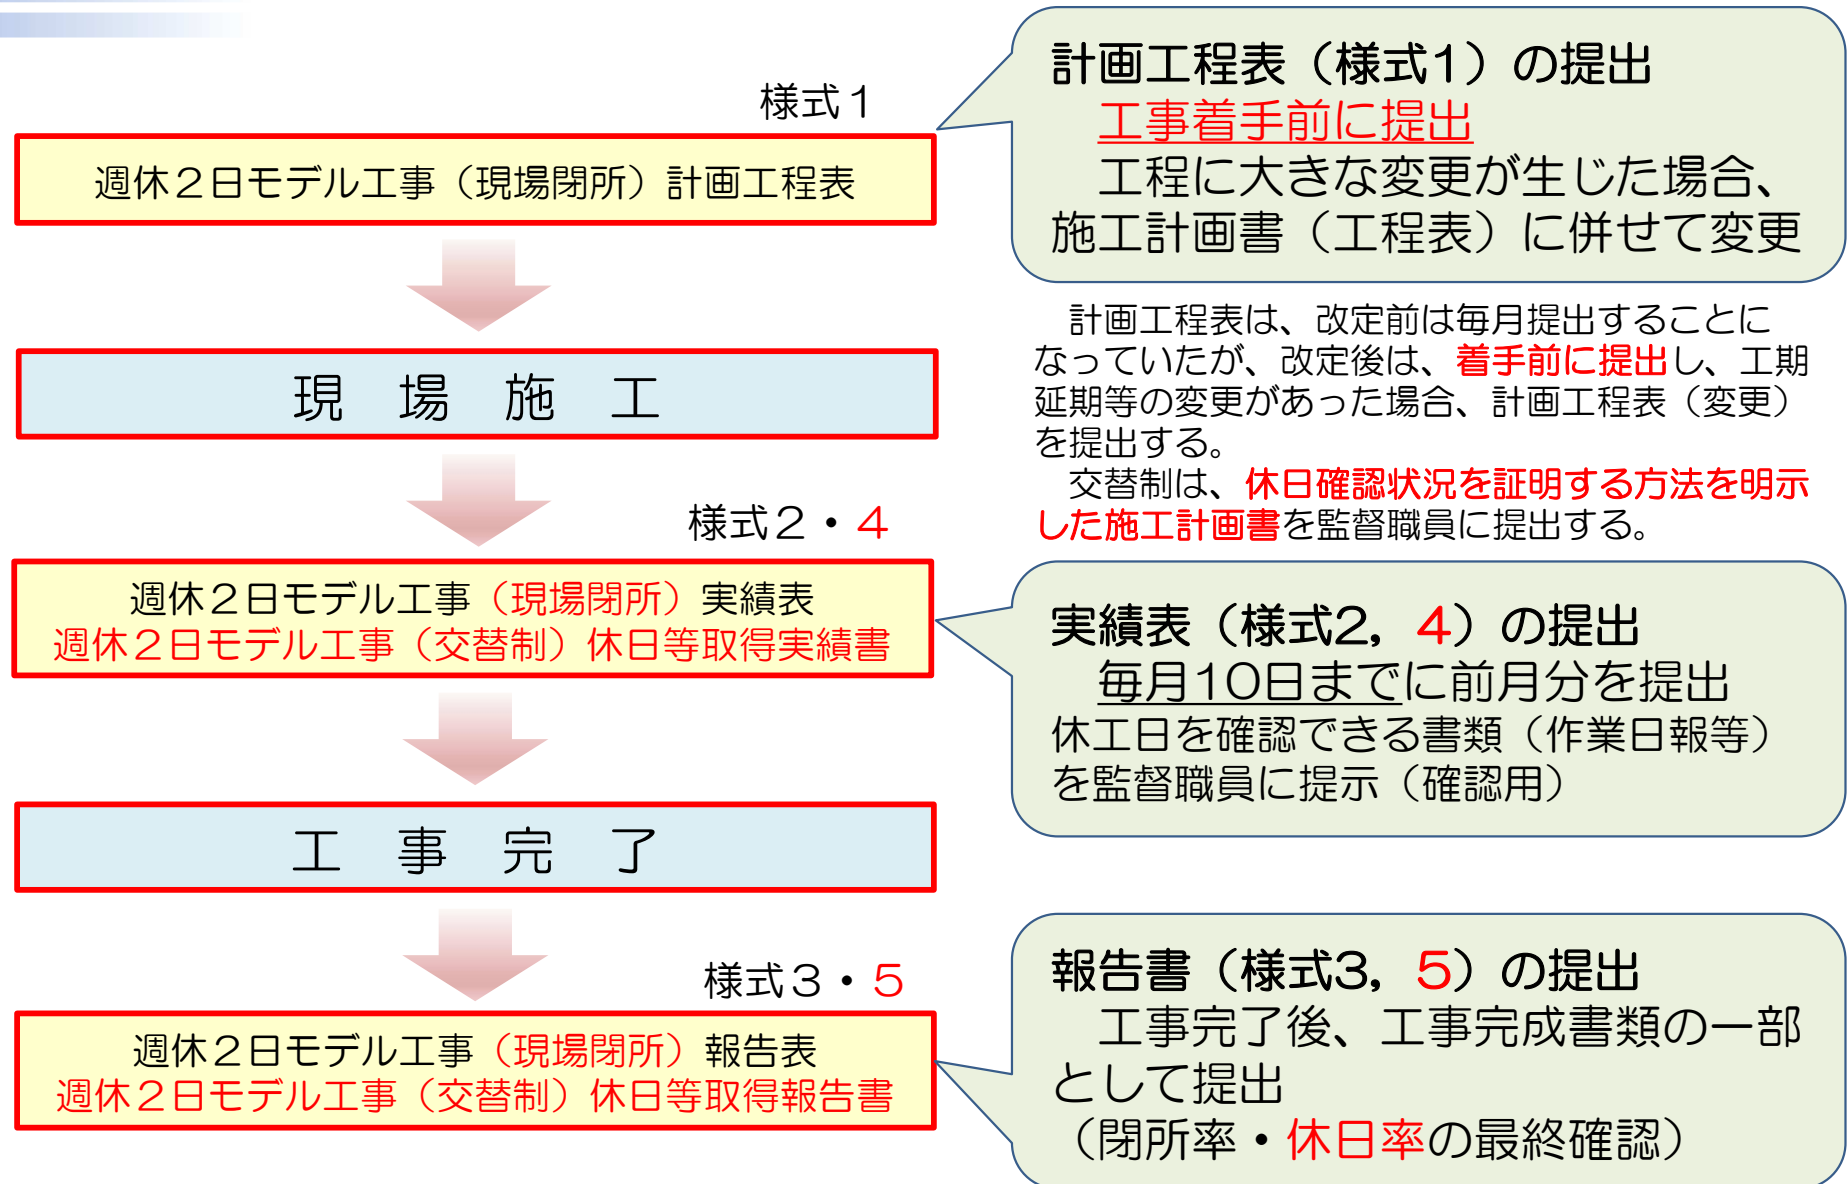 様式１
週休２日モデル工事（現場閉所）計画工程表
現　場　施　工
様式２・４
週休２日モデル工事（現場閉所）実績表
週休２日モデル工事（交替制）休日等取得実績書
工　事　完　了
様式３・５
週休２日モデル工事（現場閉所）報告表
週休２日モデル工事（交替制）休日等取得報告書
計画工程表（様式1）の提出
工事着手前に提出
工程に大きな変更が生じた場合、
施工計画書（工程表）に併せて変更
計画工程表は、改定前は毎月提出することに
なっていたが、改定後は、着手前に提出し、工期
延期等の変更があった場合、計画工程表（変更）
を提出する。
交替制は、休日確認状況を証明する方法を明示
した施工計画書を監督職員に提出する。
実績表（様式2，4）の提出
毎月10日までに前月分を提出
休工日を確認できる書類（作業日報等）
を監督職員に提示（確認用）
報告書（様式3，5）の提出
工事完了後、工事完成書類の一部
として提出
（閉所率・休日率の最終確認）